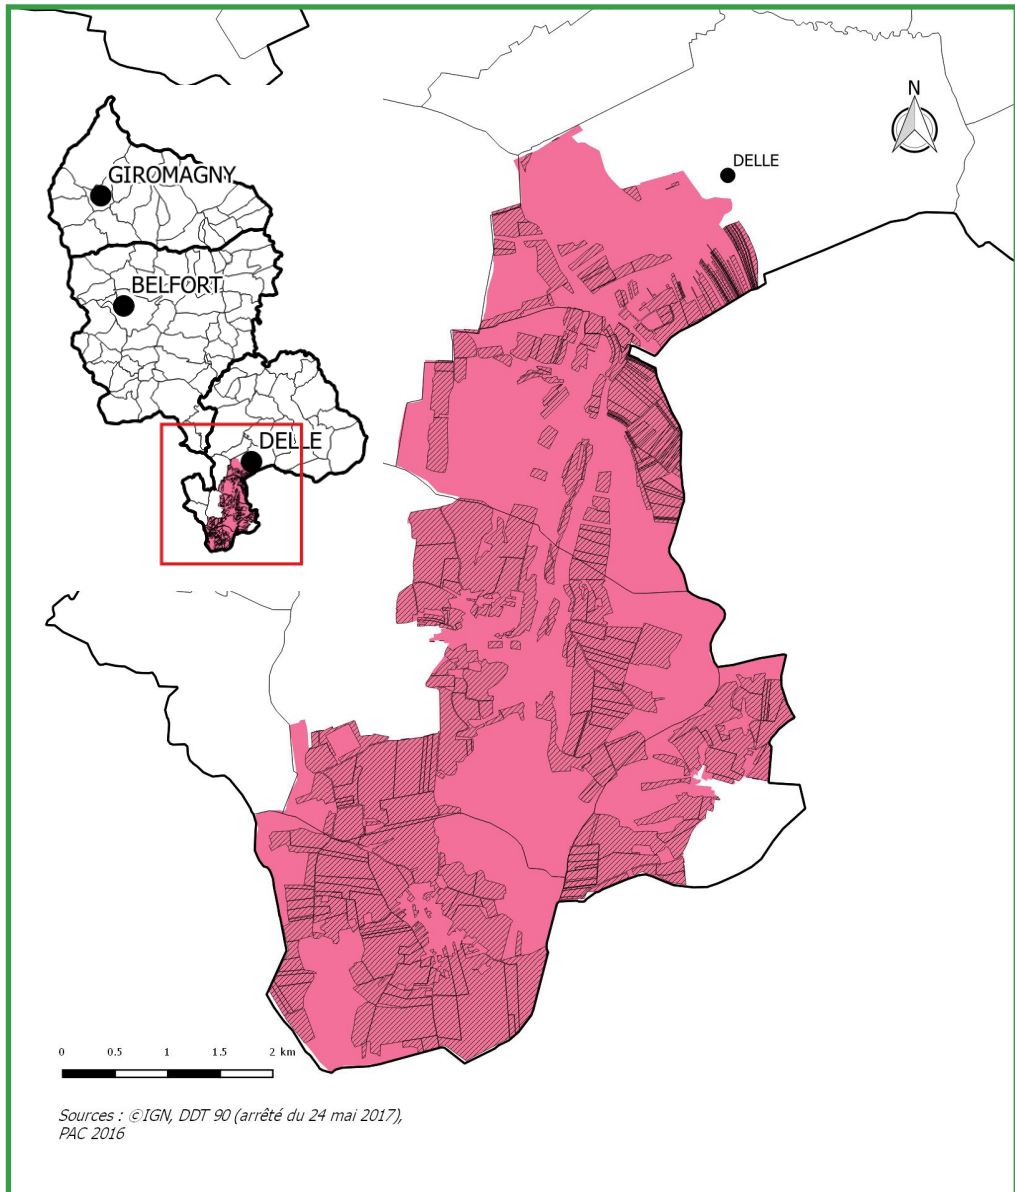 N
DELLE
GIROMAGNY
BELFORT
DELLE
0 0.5 1 1.5 2 km
Sources : ©IGN, DDT 90 (arrêté du 24 mai 2017),
PAC 2016